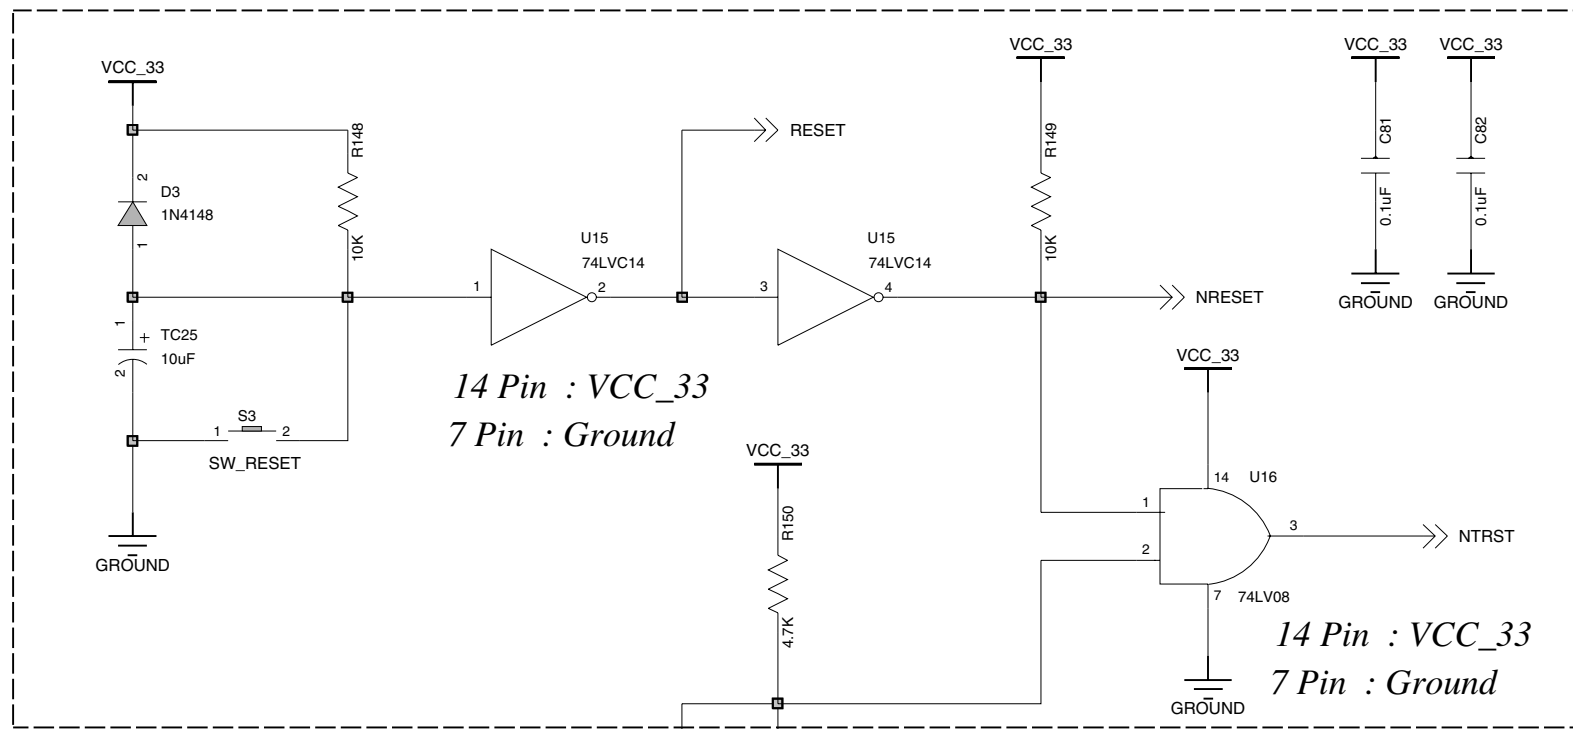 VCC_33
2
D3
1N4148
1
R148
10K
1
+
TC25
10uF
2
S3
1
2
SW_RESET
GROUND
1
U15
74LVC14
2
RESET
3
U15
74LVC14
4
14 Pin : VCC_33
7 Pin : Ground
VCC_33
R149
10K
NRESET
VCC_33
C81
0.1uF
GROUND
VCC_33
C82
0.1uF
GROUND
VCC_33
R150
4.7K
VCC_33
14
U16
1
2
3
NTRST
7
74LV08
GROUND
14 Pin : VCC_33
7 Pin : Ground